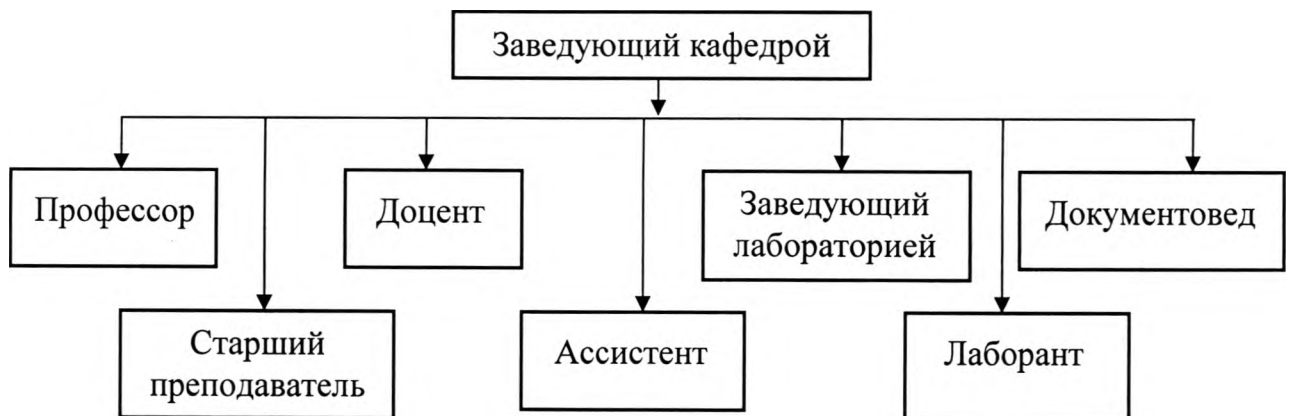 Заведующий кафедрой
Профессор
Доцент
Заведующий
лабораторией
Документовед
Старший
преподаватель
Ассистент
Лаборант